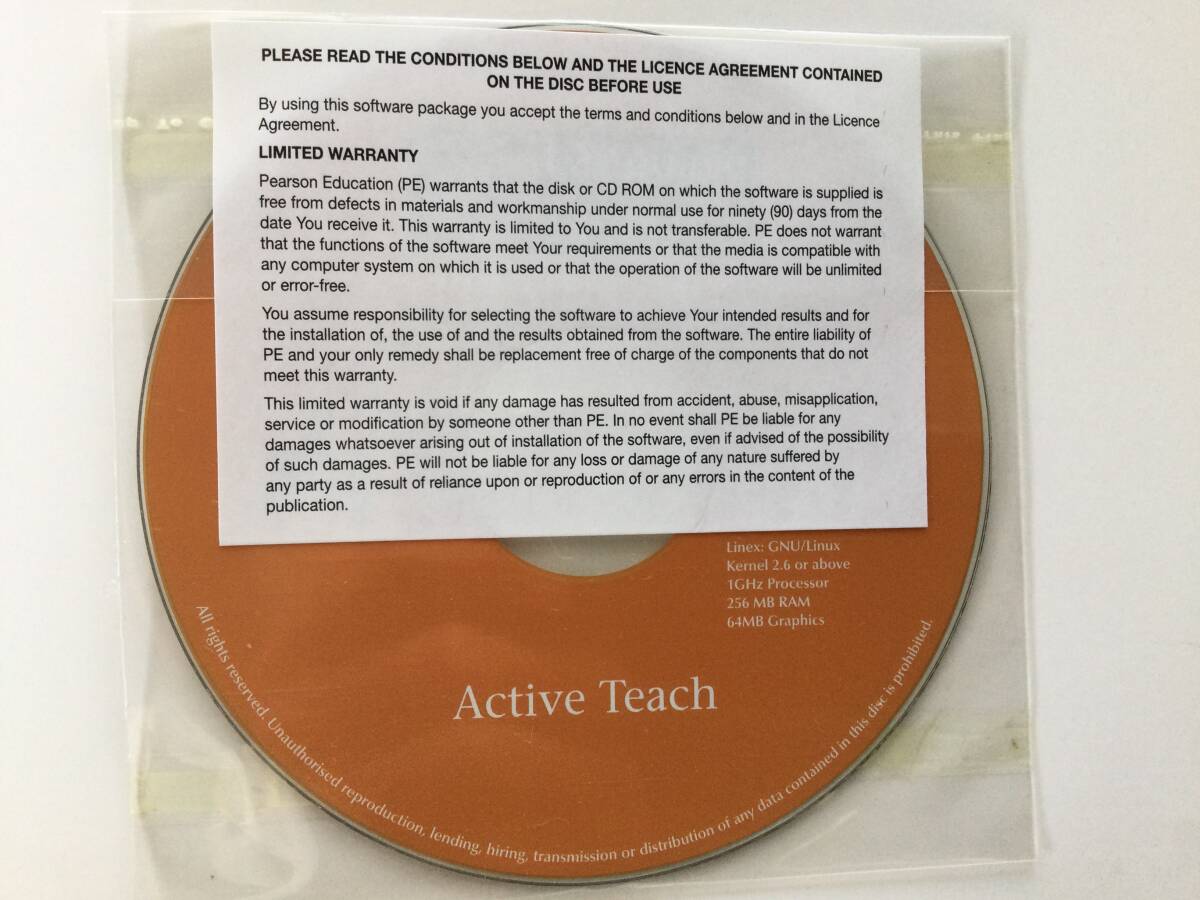 PLEASE READ THE CONDITIONS BELOW AND THE LICENCE AGREEMENT CONTAINED
ON THE DISC BEFORE USE
By using this software package you accept the terms and conditions below and in the Licence
Agreement.
LIMITED WARRANTY
Pearson Education (PE) warrants that the disk or CD ROM on which the software is supplied is
free from defects in materials and workmanship under normal use for ninety (90) days from the
date You receive it. This warranty is limited to You and is not transferable. PE does not warrant
that the functions of the software meet Your requirements or that the media is compatible with
any computer system on which it is used or that the operation of the software will be unlimited
or error-free.
You assume responsibility for selecting the software to achieve Your intended results and for
the installation of, the use of and the results obtained from the software. The entire liability of
PE and your only remedy shall be replacement free of charge of the components that do not
meet this warranty.
This limited warranty is void if any damage has resulted from accident, abuse, misapplication,
service or modification by someone other than PE. In no event shall PE be liable for any
damages whatsoever arising out of installation of the software, even if advised of the possibility
of such damages. PE will not be liable for any loss or damage of any nature suffered by
any party as a result of reliance upon or reproduction of or any errors in the content of the
publication.
Linex: GNU/Linux
Kernel 2.6 or above
1GHz Processor
256 MB RAM
64MB Graphics
Active Teach
All rights reserved. Unauthorised reproduction, lending, hiring, transmission or distribution of any data contained in this disc is prohibited.